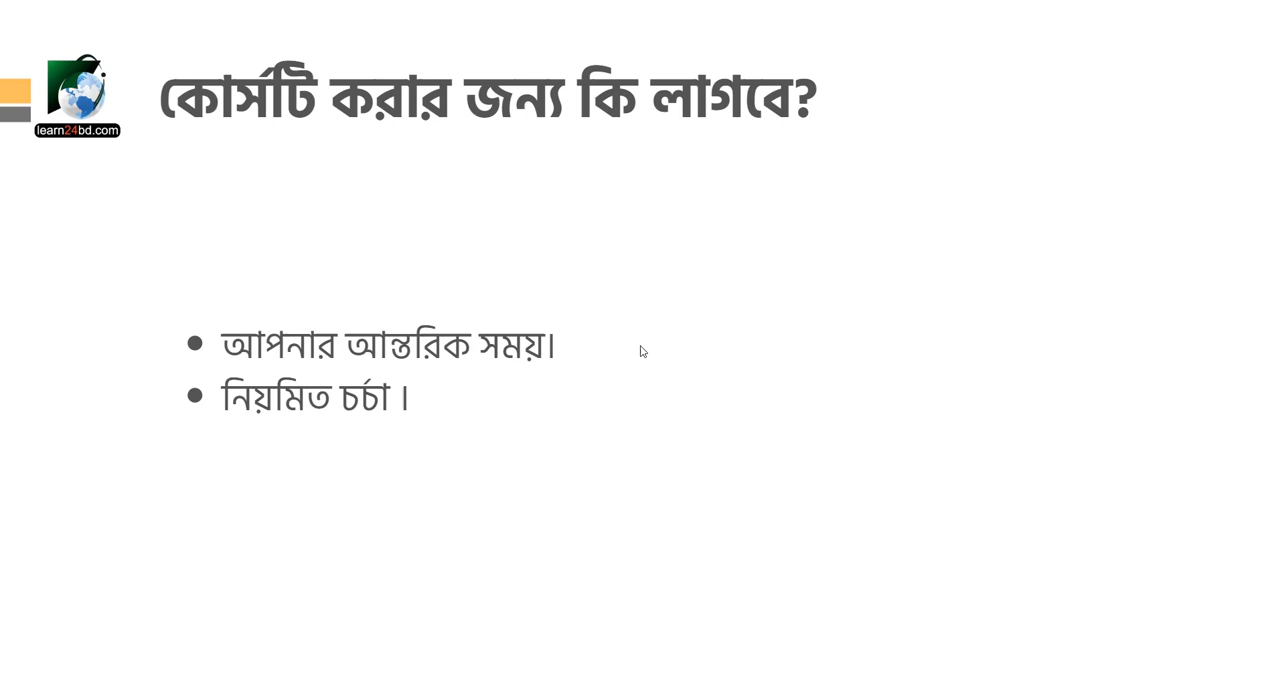 learn24bd.com
কোর্সটি করার জন্য কি লাগবে?
আপনার আন্তরিক সময়।
নিয়মিত চর্চা ।